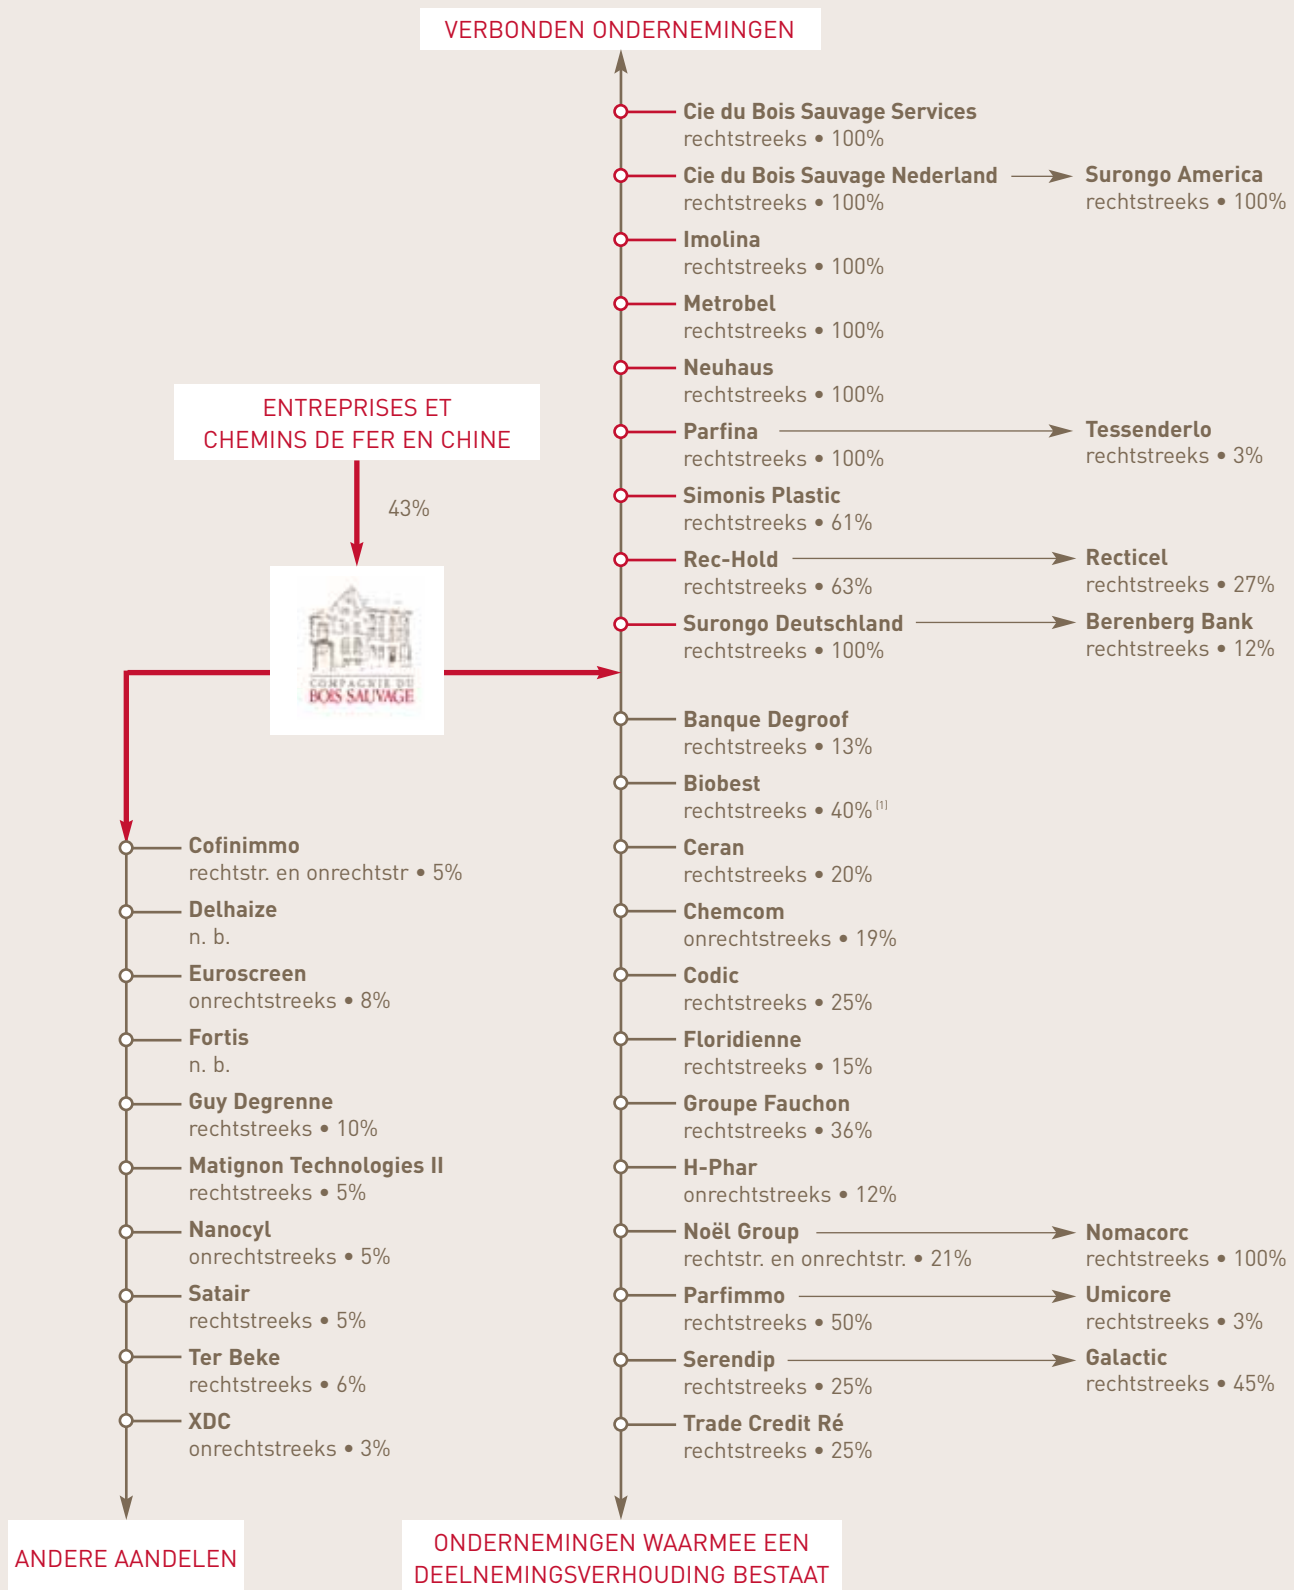 VERBONDEN ONDERNEMINGEN
Cie du Bois Sauvage Services
rechtstreeks • 100%
Cie du Bois Sauvage Nederland
rechtstreeks • 100%
Surongo America
rechtstreeks • 100%
Imolina
rechtstreeks • 100%
Metrobel
rechtstreeks • 100%
Neuhaus
rechtstreeks • 100%
Parfina
rechtstreeks • 100%
Tessenderlo
rechtstreeks • 3%
Simonis Plastic
rechtstreeks • 61%
Rec-Hold
rechtstreeks • 63%
Recticel
rechtstreeks • 27%
Surongo Deutschland
rechtstreeks • 100%
Berenberg Bank
rechtstreeks • 12%
ENTREPRISES ET
CHEMINS DE FER EN CHINE
43%
COMPAGNIE DU
BOIS SAUVAGE
Banque Degroof
rechtstreeks • 13%
Biobest
rechtstreeks • 40% (1)
Ceran
rechtstreeks • 20%
Chemcom
onrechtstreeks • 19%
Codic
rechtstreeks • 25%
Floridienne
rechtstreeks • 15%
Groupe Fauchon
rechtstreeks • 36%
H-Phar
onrechtstreeks • 12%
Noël Group
rechtstr. en onrechtstr. • 21%
Nomacorc
rechtstreeks • 100%
Parfimmo
rechtstreeks • 50%
Umicore
rechtstreeks • 3%
Serendip
rechtstreeks • 25%
Galactic
rechtstreeks • 45%
Trade Credit Ré
rechtstreeks • 25%
ONDERNEMINGEN WAARMEE EEN
DEELNEMINGSVERHOUDING BESTAAT
Cofinimmo
rechtstr. en onrechtstr • 5%
Delhaize
n. b.
Euroscreen
onrechtstreeks • 8%
Fortis
n. b.
Guy Degrenne
rechtstreeks • 10%
Matignon Technologies II
rechtstreeks • 5%
Nanocyl
onrechtstreeks • 5%
Satair
rechtstreeks • 5%
Ter Beke
rechtstreeks • 6%
XDC
onrechtstreeks • 3%
ANDERE AANDELEN